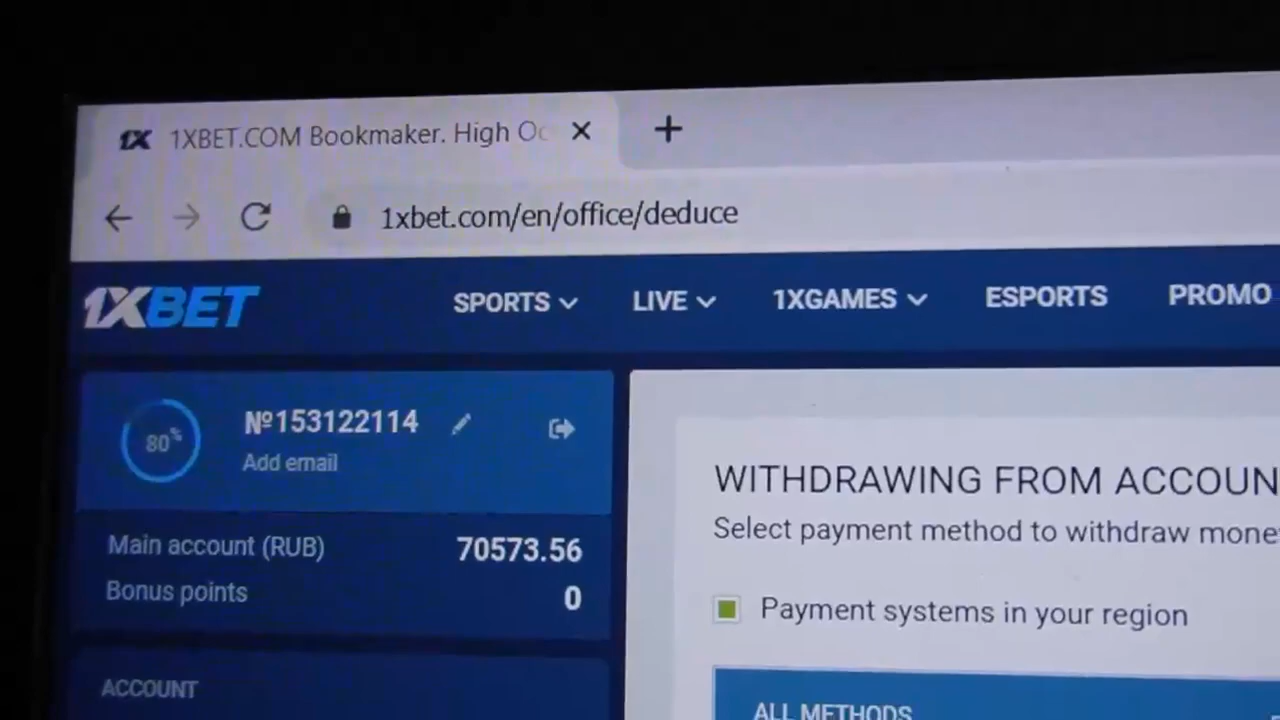 1X 1XBET.COM Bookmaker. High Oc
1xbet.com/en/office/deduce
1XBET SPORTS LIVE 1XGAMES ESPORTS PROMO
80%
№153122114
Add email
Main account (RUB) 70573.56
Bonus points 0
ACCOUNT
WITHDRAWING FROM ACCOUN
Select payment method to withdraw mone
Payment systems in your region
ALL METHODS